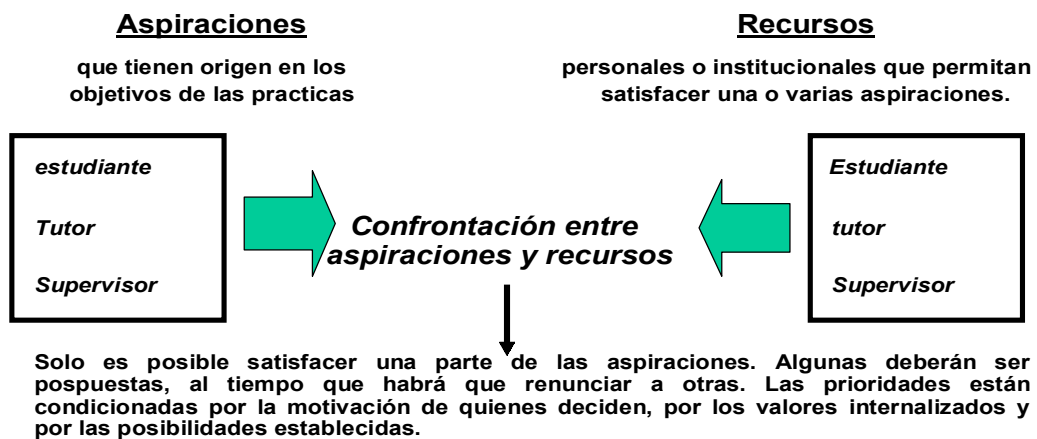 Aspiraciones
que tienen origen en los
objetivos de las practicas
Recursos
personales o institucionales que permitan
satisfacer una o varias aspiraciones.
estudiante
Tutor
Supervisor
Confrontación entre
aspiraciones y recursos
Estudiante
tutor
Supervisor
Solo es posible satisfacer una parte de las aspiraciones. Algunas deberán ser
pospuestas, al tiempo que habrá que renunciar a otras. Las prioridades están
condicionadas por la motivación de quienes deciden, por los valores internalizados y
por las posibilidades establecidas.